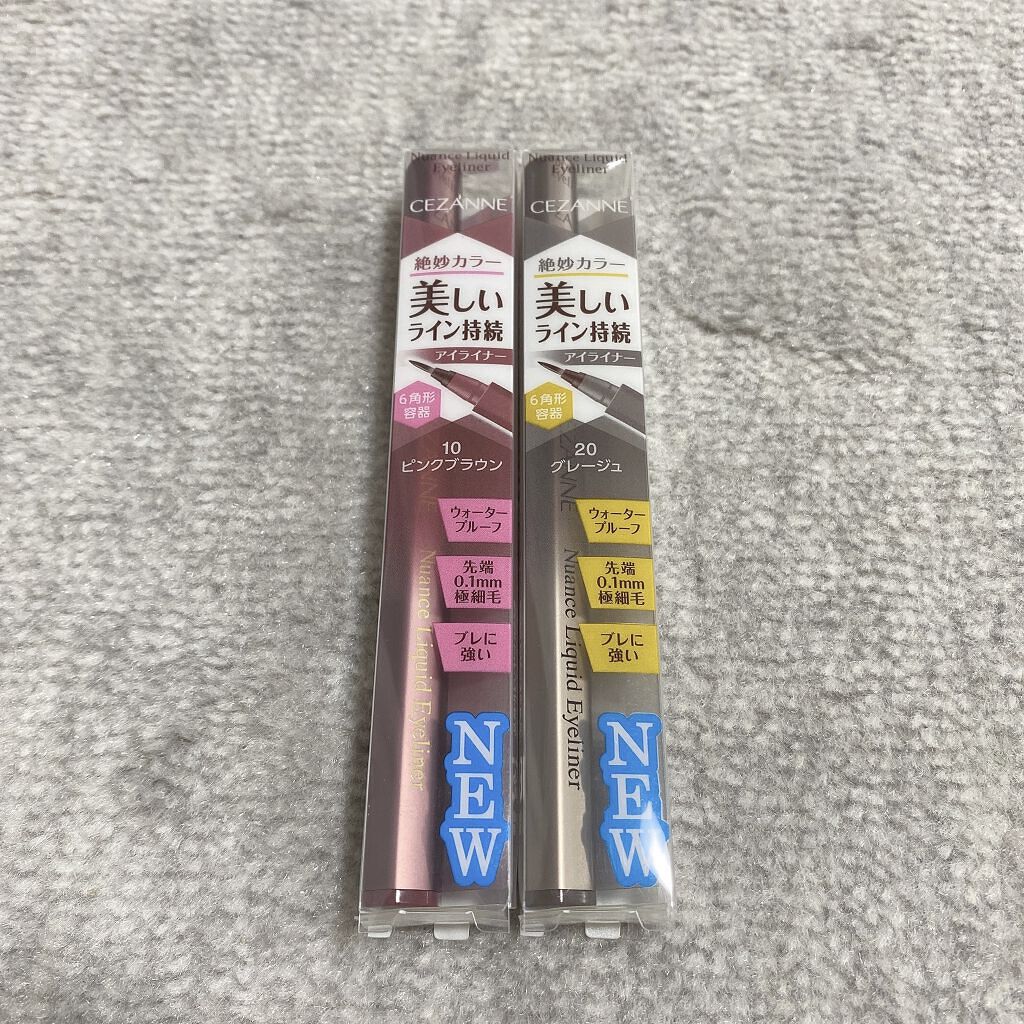 Nuance Liquid
Eyeliner
CEZANNE
絶妙カラー
美しい
ライン持続
アイライナー
6角形
容器
10
ピンクブラウン
ウォーター
プルーフ
先端
0.1mm
極細毛
ブレに
強い
Nuance Liquid Eyeliner
NEW
Nuance Liquid
Eyeliner
CEZANNE
絶妙カラー
美しい
ライン持続
アイライナー
6角形
容器
20
グレージュ
ウォーター
プルーフ
先端
0.1mm
極細毛
ブレに
強い
CEZANNE
Nuance Liquid Eyeliner
NEW